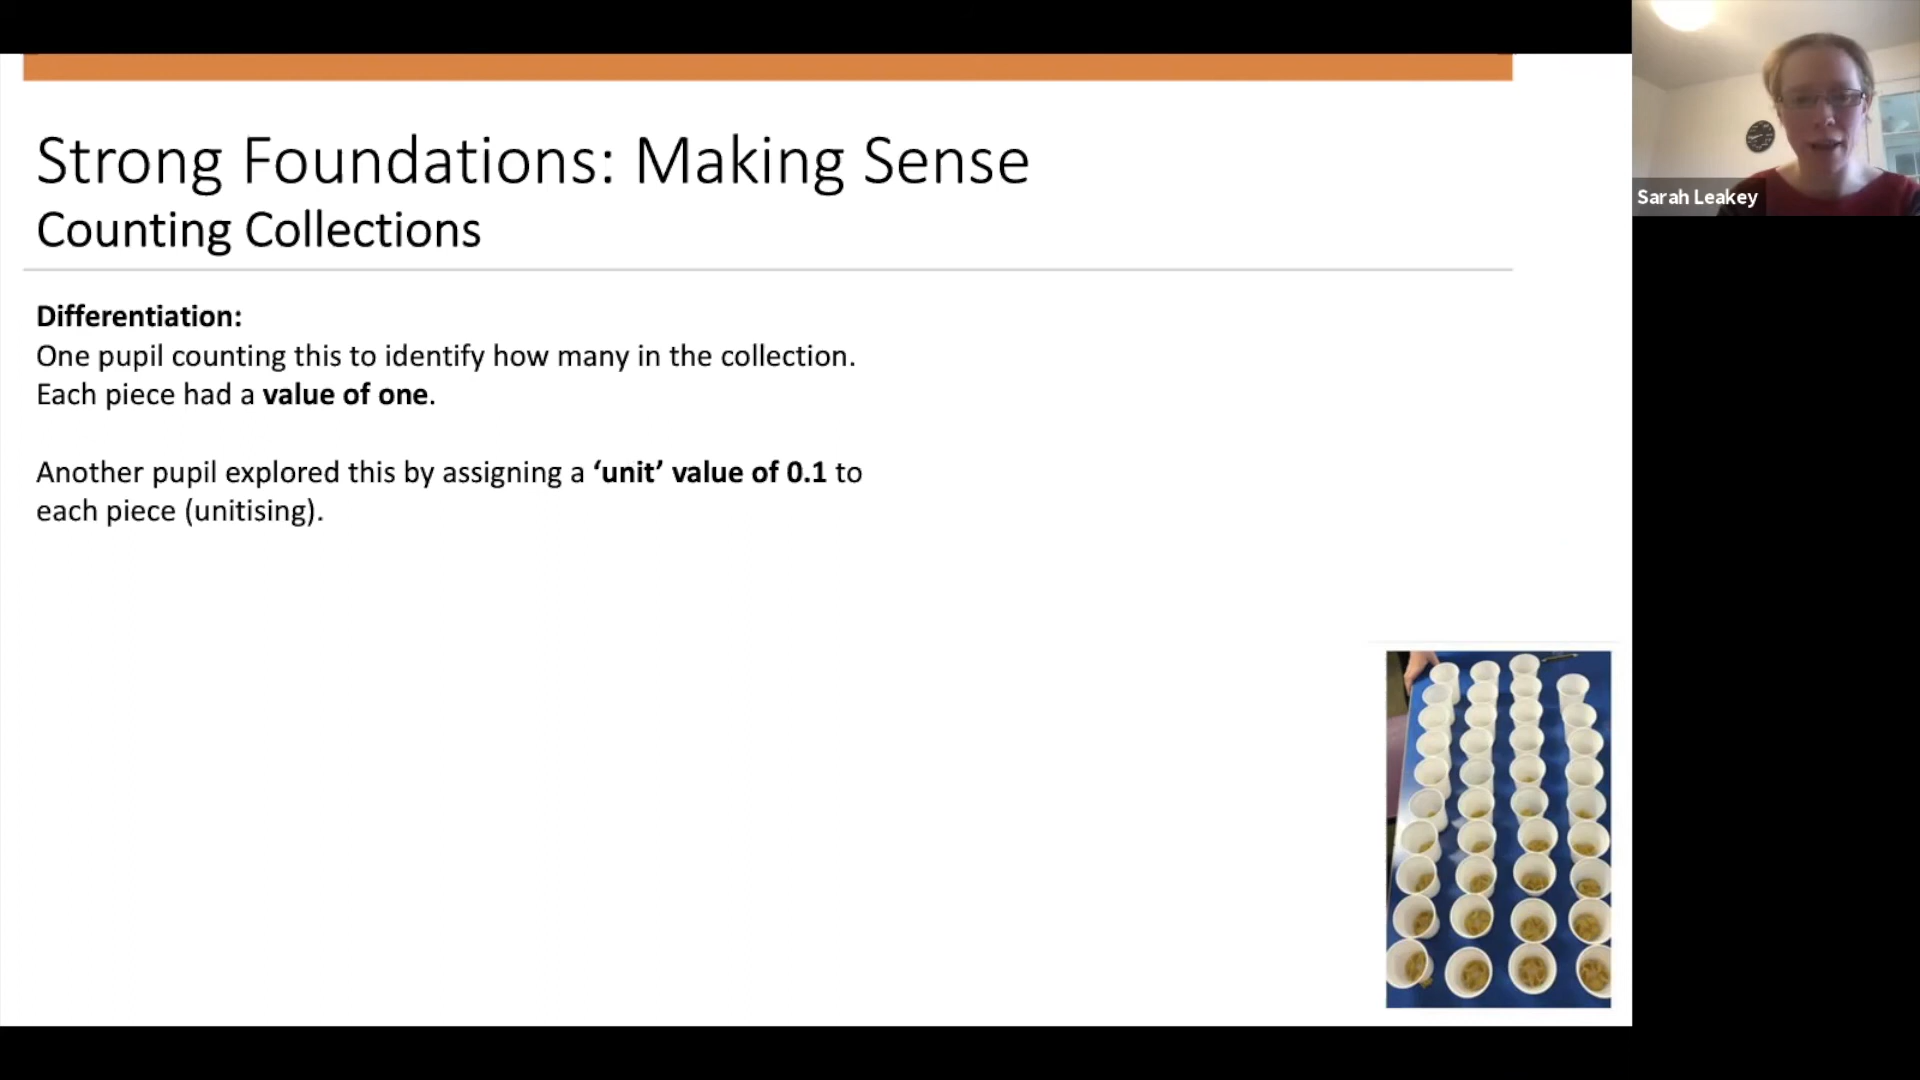 Strong Foundations: Making Sense
Counting Collections
Differentiation:
One pupil counting this to identify how many in the collection.
Each piece had a value of one.
Another pupil explored this by assigning a ‘unit’ value of 0.1 to
each piece (unitising).
Sarah Leakey